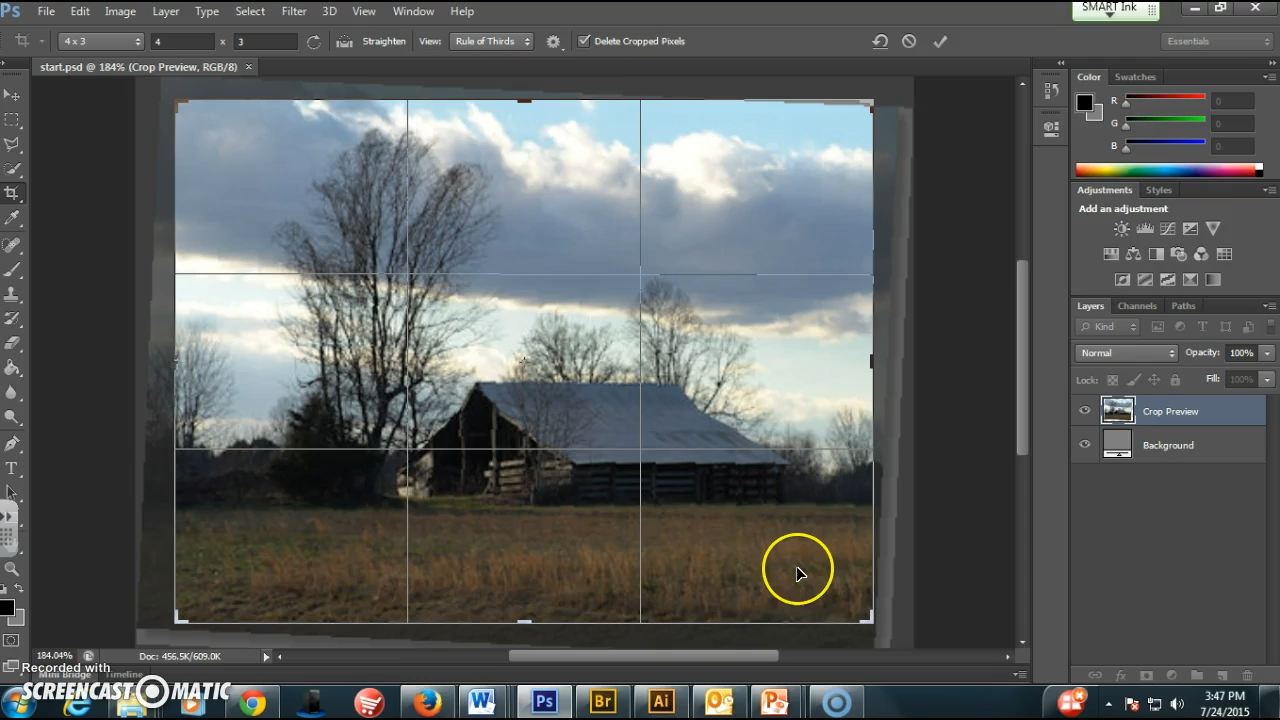 Ps File Edit Image Layer Type Select Filter 3D View Window Help
SMART Ink
4 x 3 4 x 3 Straighten View: Rule of Thirds Delete Cropped Pixels Essentials
start.psd @ 184% (Crop Preview, RGB/8) ×
Color Swatches
R 0
G 0
B 0
Adjustments Styles
Add an adjustment
Layers Channels Paths
Kind
Normal Opacity: 100%
Lock: Fill: 100%
Crop Preview
Background
184.04% Doc: 456.5K/609.0K
Mini Bridge Timeline
Recorded with
SCREENCAST MATIC
W Ps Br Ai
3:47 PM
7/24/2015